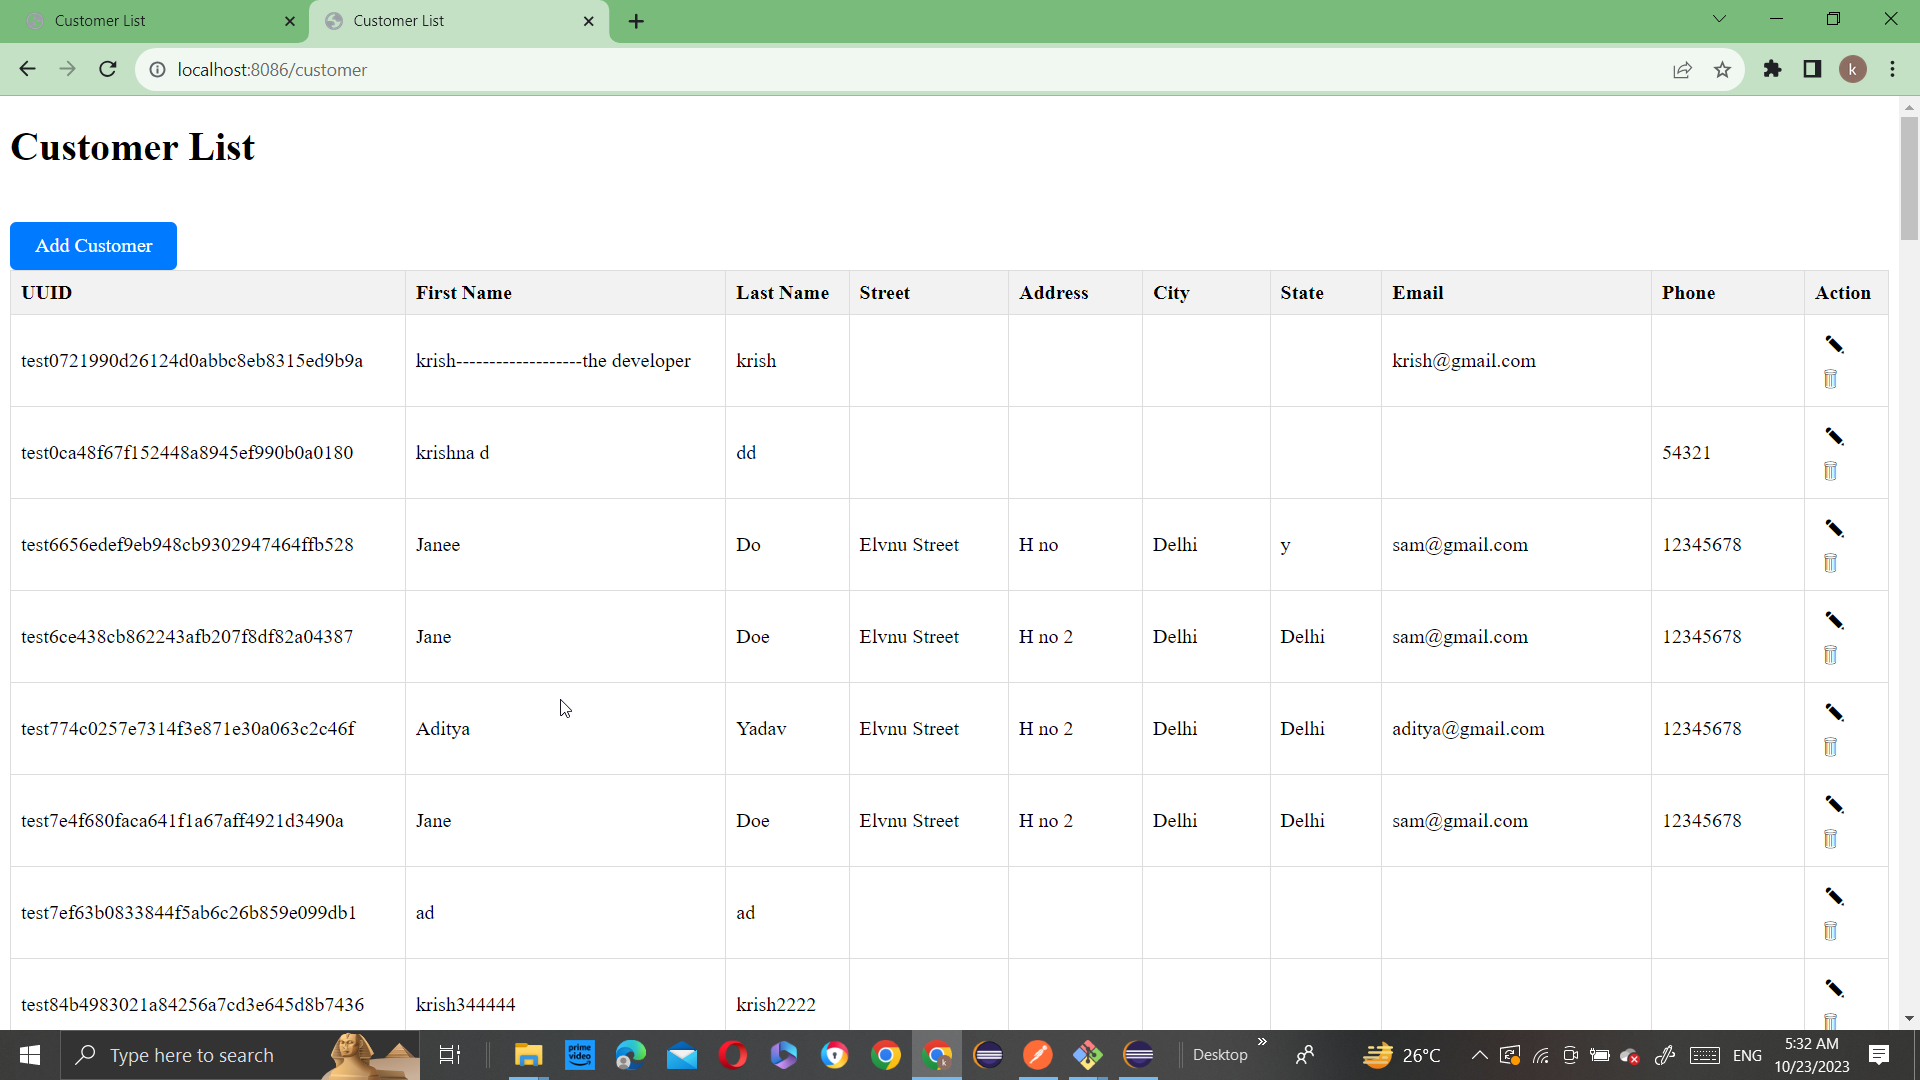 Customer List
Customer List
localhost:8086/customer
k
Customer List
Add Customer
UUID First Name Last Name Street Address City State Email Phone Action
test0721990d26124d0abbc8eb8315ed9b9a krish-------------------the developer krish krish@gmail.com
test0ca48f67f152448a8945ef990b0a0180 krishna d dd 54321
test6656edef9eb948cb9302947464ffb528 Janee Do Elvnu Street H no Delhi y sam@gmail.com 12345678
test6ce438cb862243afb207f8df82a04387 Jane Doe Elvnu Street H no 2 Delhi Delhi sam@gmail.com 12345678
test774c0257e7314f3e871e30a063c2c46f Aditya Yadav Elvnu Street H no 2 Delhi Delhi aditya@gmail.com 12345678
test7e4f680faca641f1a67aff4921d3490a Jane Doe Elvnu Street H no 2 Delhi Delhi sam@gmail.com 12345678
test7ef63b0833844f5ab6c26b859e099db1 ad ad
test84b4983021a84256a7cd3e645d8b7436 krish344444 krish2222
Type here to search
prime video
Desktop
26°C
ENG
5:32 AM
10/23/2023